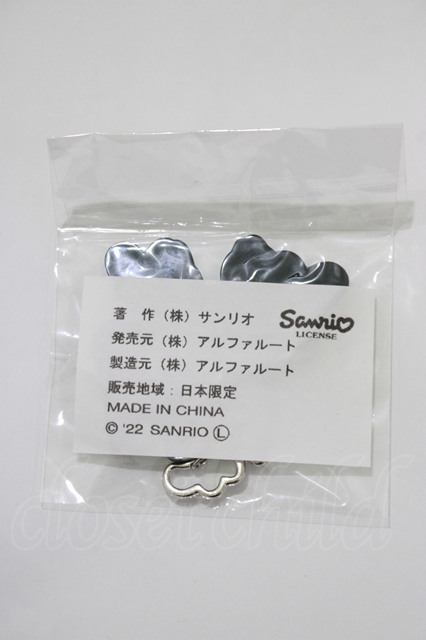 著　作（株）サンリオ
Sanrio
LICENSE
発売元（株）アルファルート
製造元（株）アルファルート
販売地域：日本限定
MADE IN CHINA
© '22 SANRIO Ⓛ
closet child